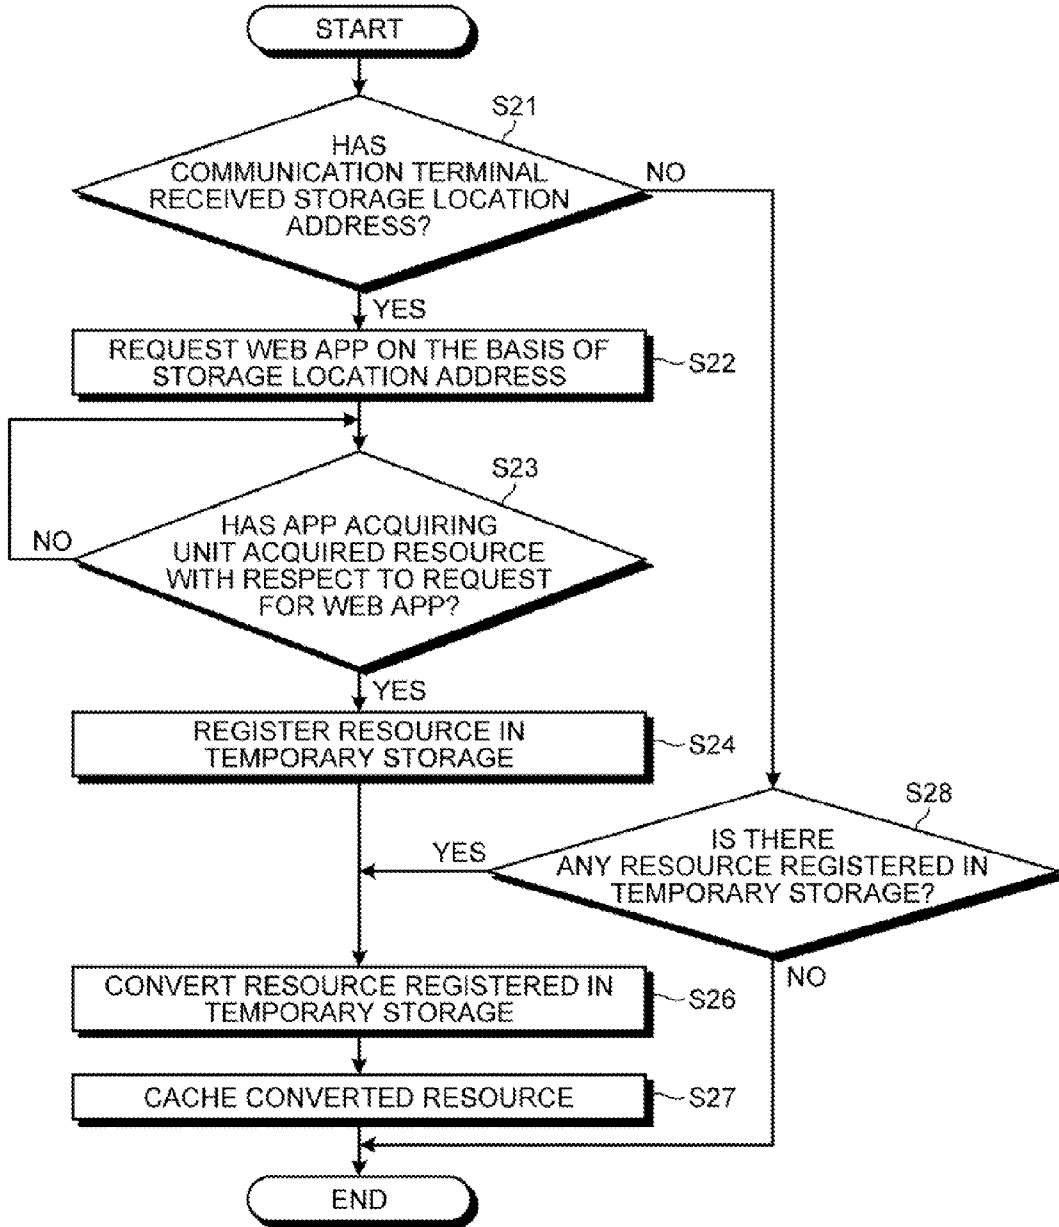 START
S21
HAS
COMMUNICATION TERMINAL
RECEIVED STORAGE LOCATION
ADDRESS?
NO
YES
REQUEST WEB APP ON THE BASIS OF
STORAGE LOCATION ADDRESS
S22
S23
HAS APP ACQUIRING
UNIT ACQUIRED RESOURCE
WITH RESPECT TO REQUEST
FOR WEB APP?
NO
YES
REGISTER RESOURCE IN
TEMPORARY STORAGE
S24
S28
IS THERE
ANY RESOURCE REGISTERED IN
TEMPORARY STORAGE?
YES
NO
CONVERT RESOURCE REGISTERED IN
TEMPORARY STORAGE
S26
CACHE CONVERTED RESOURCE
S27
END